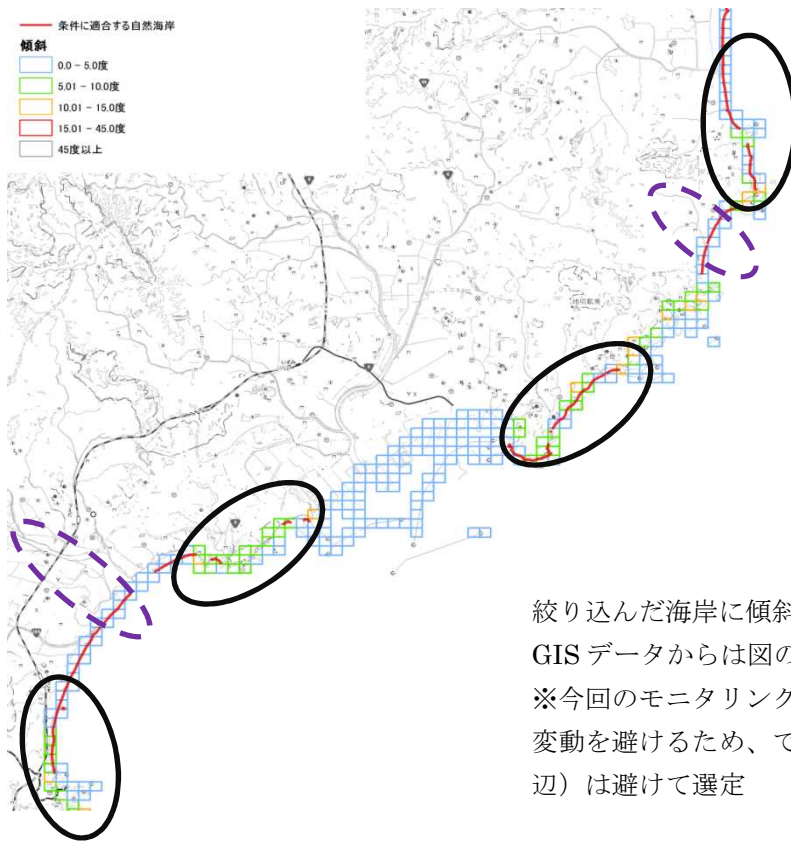 条件に適合する自然海岸
傾斜
0.0 - 5.0度
5.01 - 10.0度
10.01 - 15.0度
15.01 - 45.0度
45度以上
絞り込んだ海岸に傾斜
GIS データからは図の
※今回のモニタリング
変動を避けるため、て
辺）は避けて選定